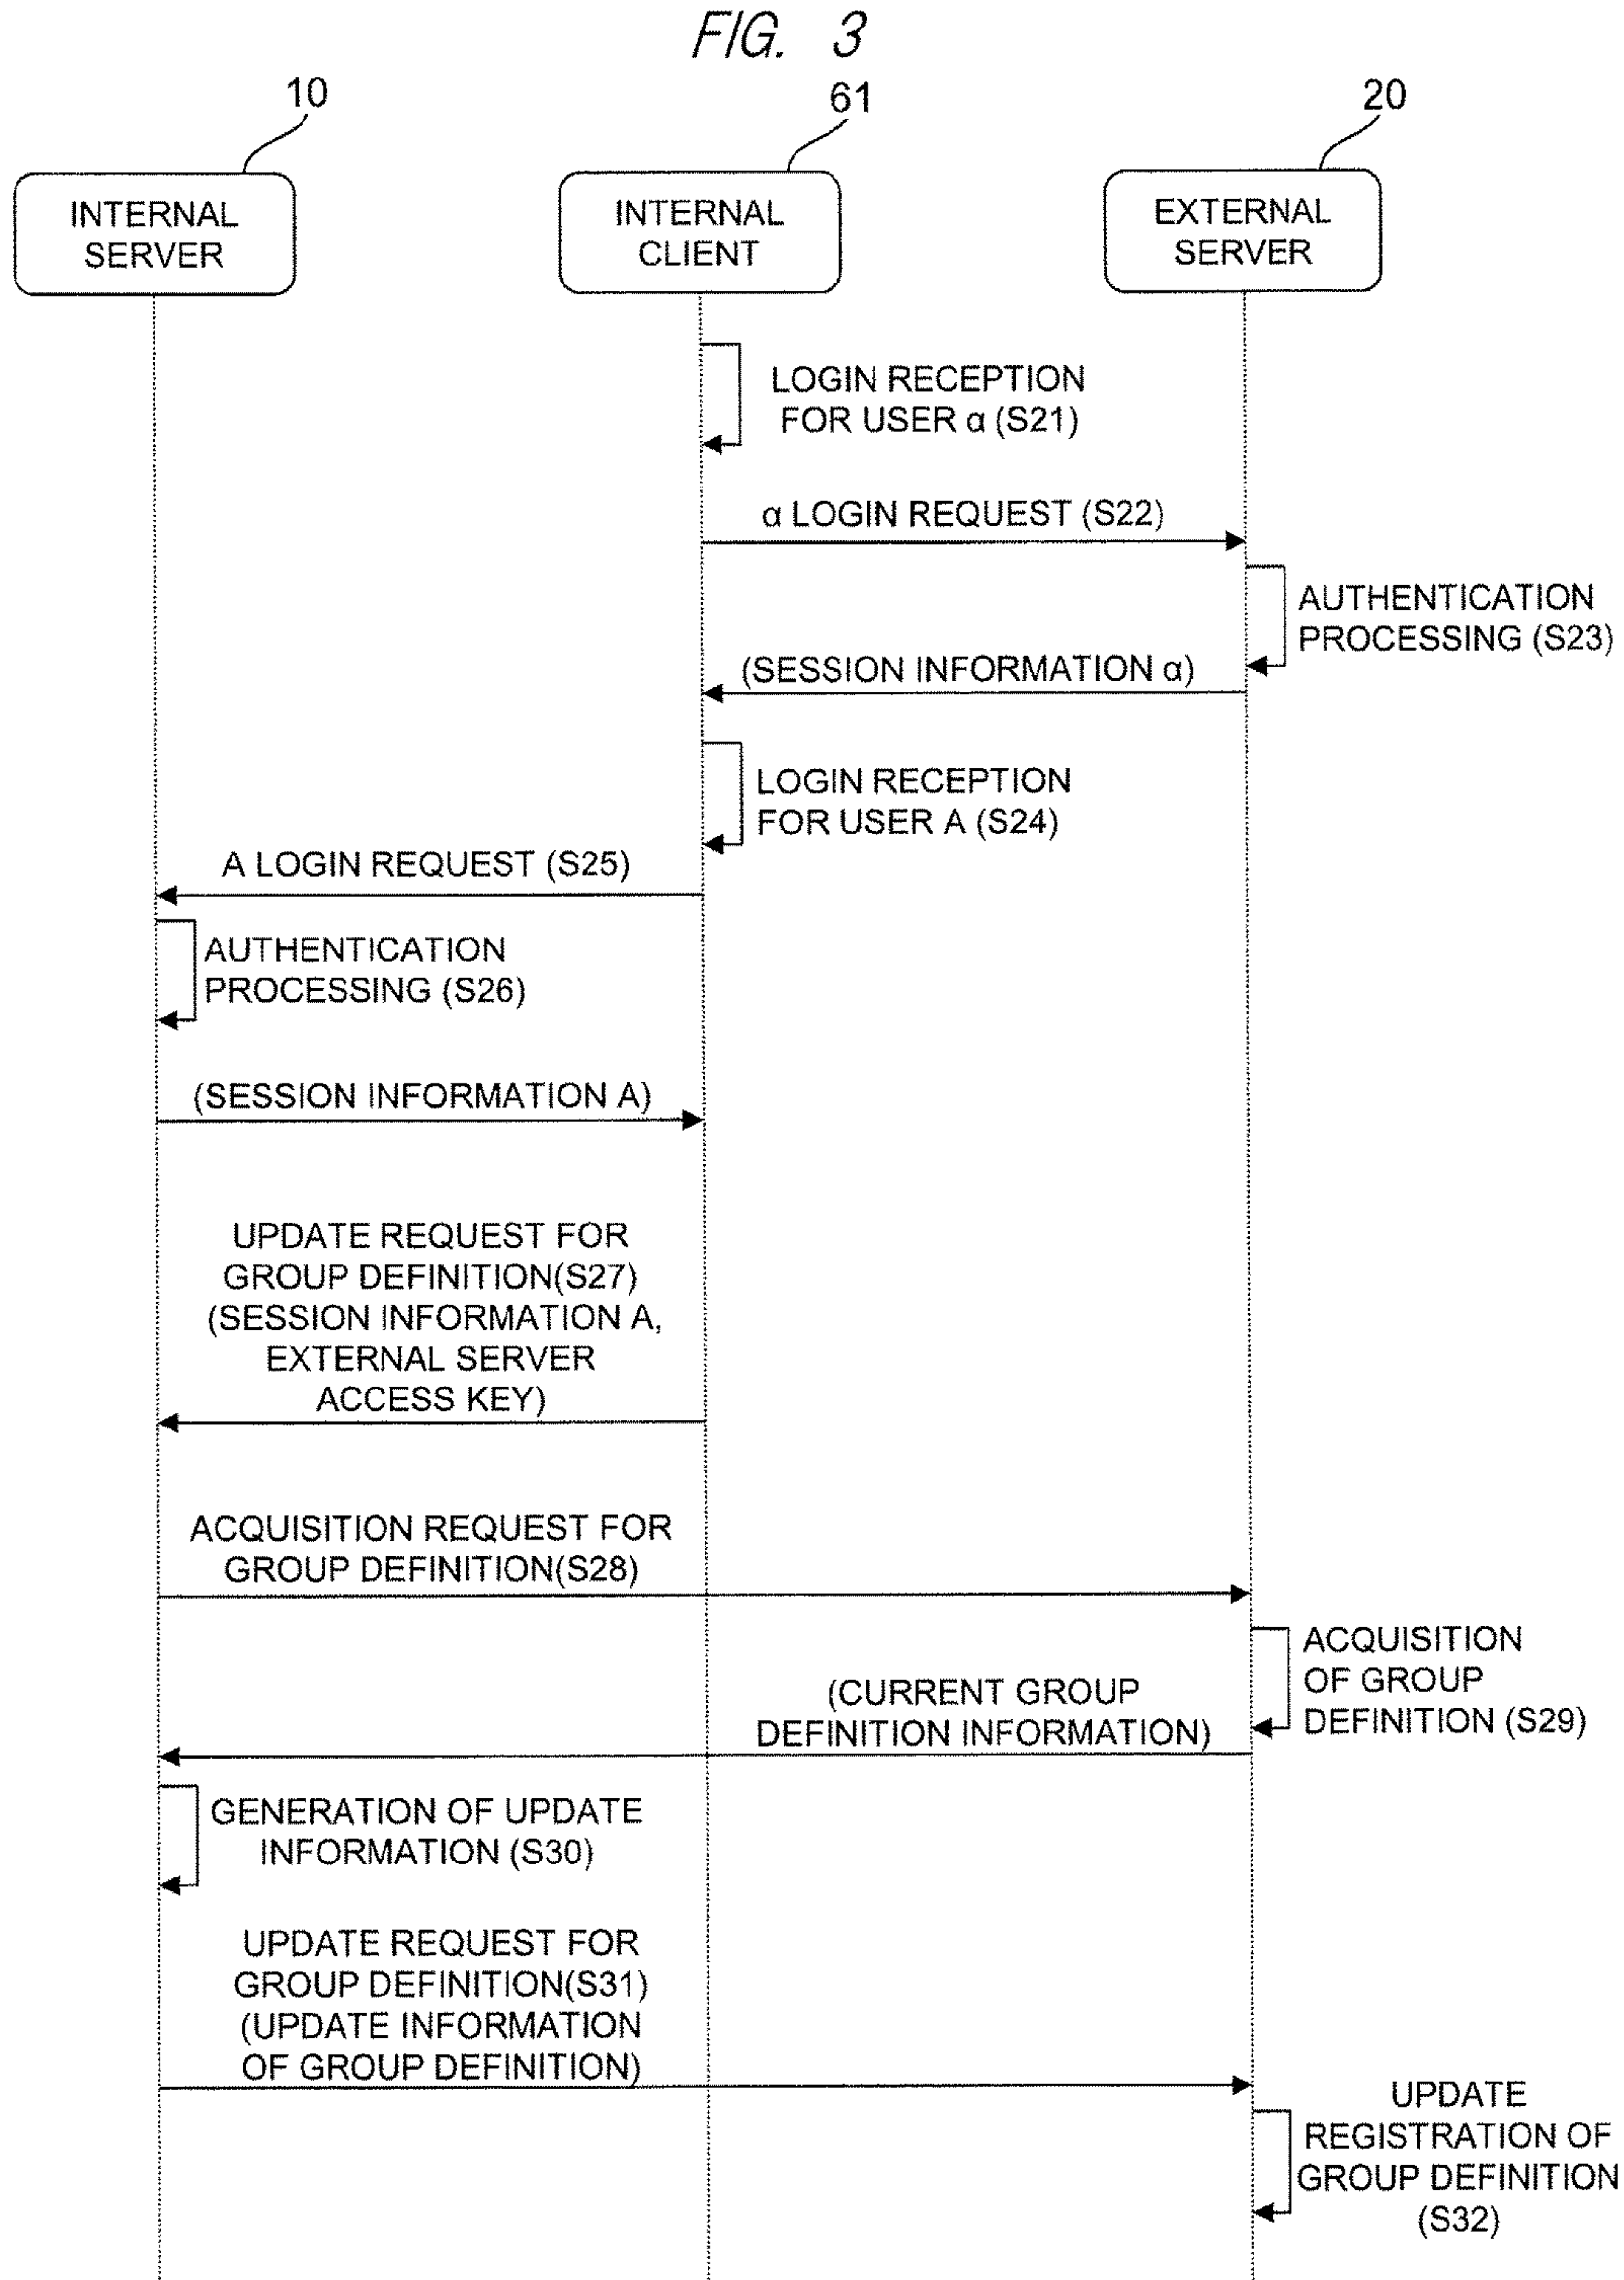 FIG. 3
10
61
20
INTERNAL
SERVER
INTERNAL
CLIENT
EXTERNAL
SERVER
LOGIN RECEPTION
FOR USER α (S21)
α LOGIN REQUEST (S22)
AUTHENTICATION
PROCESSING (S23)
(SESSION INFORMATION α)
LOGIN RECEPTION
FOR USER A (S24)
A LOGIN REQUEST (S25)
AUTHENTICATION
PROCESSING (S26)
(SESSION INFORMATION A)
UPDATE REQUEST FOR
GROUP DEFINITION(S27)
(SESSION INFORMATION A,
EXTERNAL SERVER
ACCESS KEY)
ACQUISITION REQUEST FOR
GROUP DEFINITION(S28)
ACQUISITION
OF GROUP
DEFINITION (S29)
(CURRENT GROUP
DEFINITION INFORMATION)
GENERATION OF UPDATE
INFORMATION (S30)
UPDATE REQUEST FOR
GROUP DEFINITION(S31)
(UPDATE INFORMATION
OF GROUP DEFINITION)
UPDATE
REGISTRATION OF
GROUP DEFINITION
(S32)